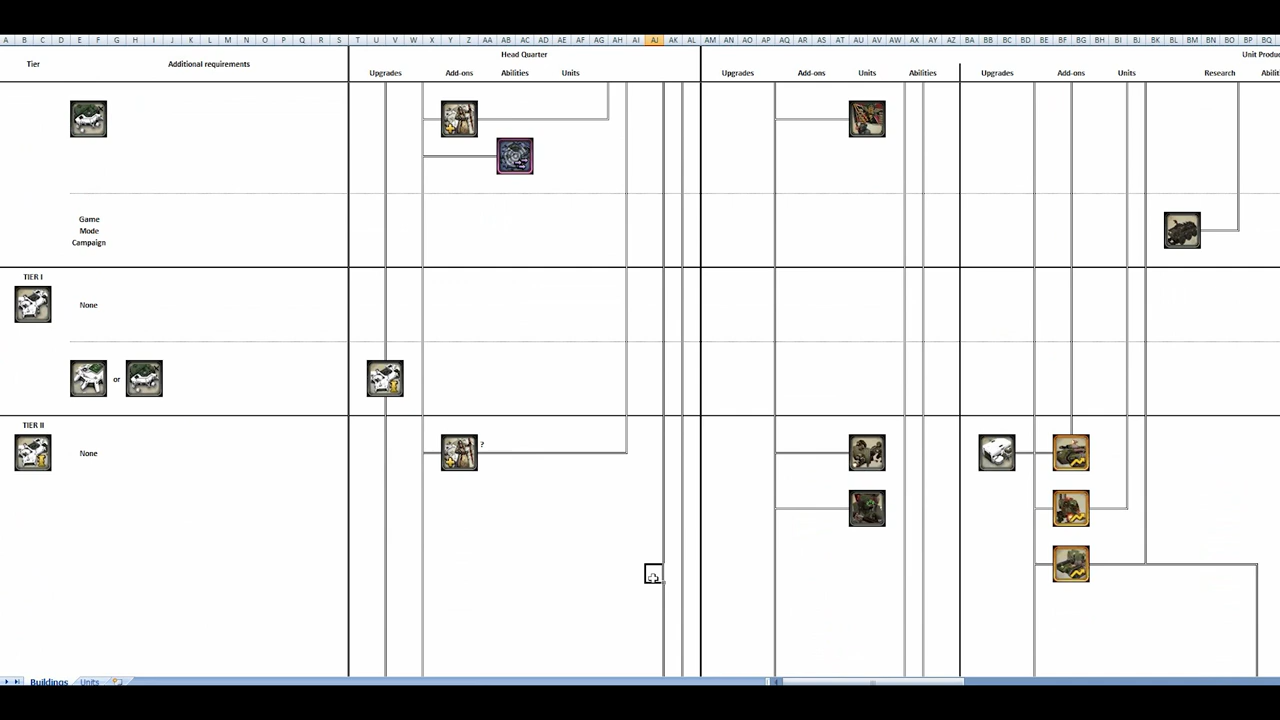 A B C D E F G H I J K L M N O P Q R S T U V W X Y Z AA AB AC AD AE AF AG AH AI AJ AK AL AM AN AO AP AQ AR AS AT AU AV AW AX AY AZ BA BB BC BD BE BF BG BH BI BJ BK BL BM BN BO BP BQ
Head Quarter
Unit Produc
Tier
Additional requirements
Upgrades Add-ons Abilities Units
Upgrades Add-ons Units Abilities
Upgrades Add-ons Units Research Abili
Game
Mode
Campaign
TIER I
None
or
TIER II
None
?
Buildings Units